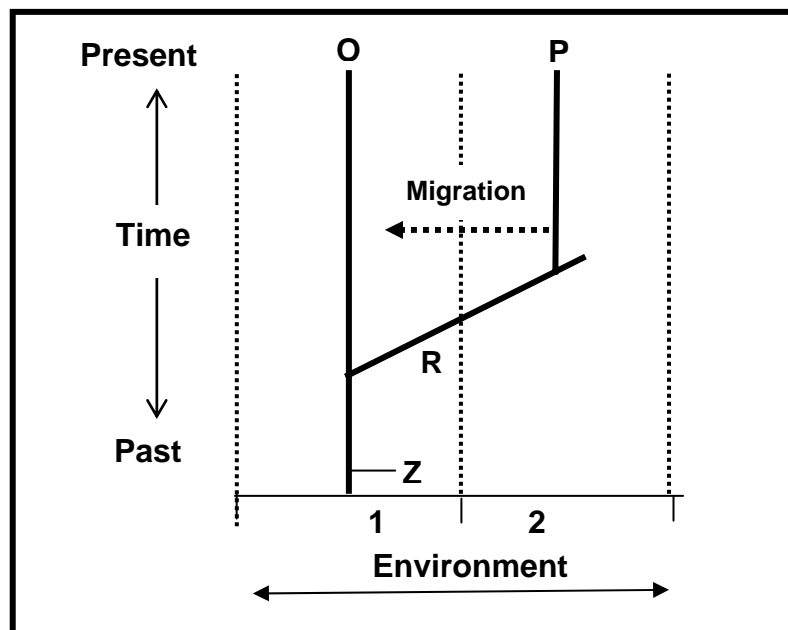 O P
Present
Migration
Time
R
Past
Z
1 2
Environment